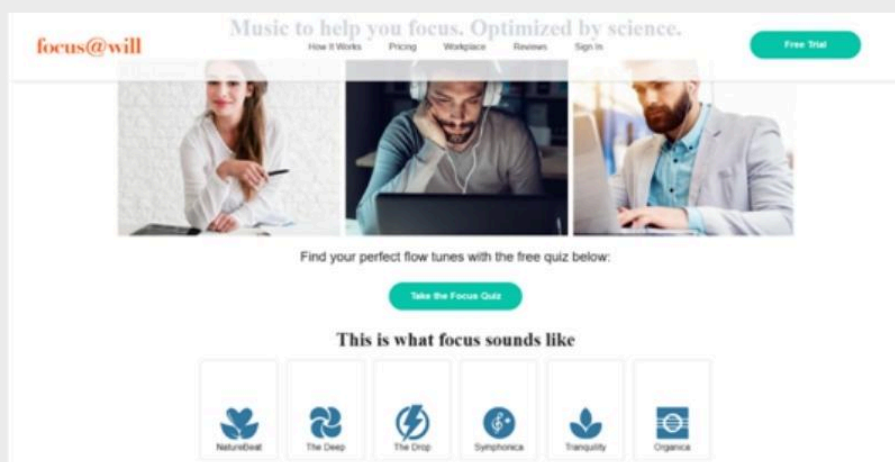 Music to help you focus. Optimized by science.
focus@will
How It Works Pricing Workplace Reviews Sign In
Free Trial
Find your perfect flow tunes with the free quiz below:
Take the Focus Quiz
This is what focus sounds like
NatureBeat The Deep The Drop Symphonica Tranquility Organica